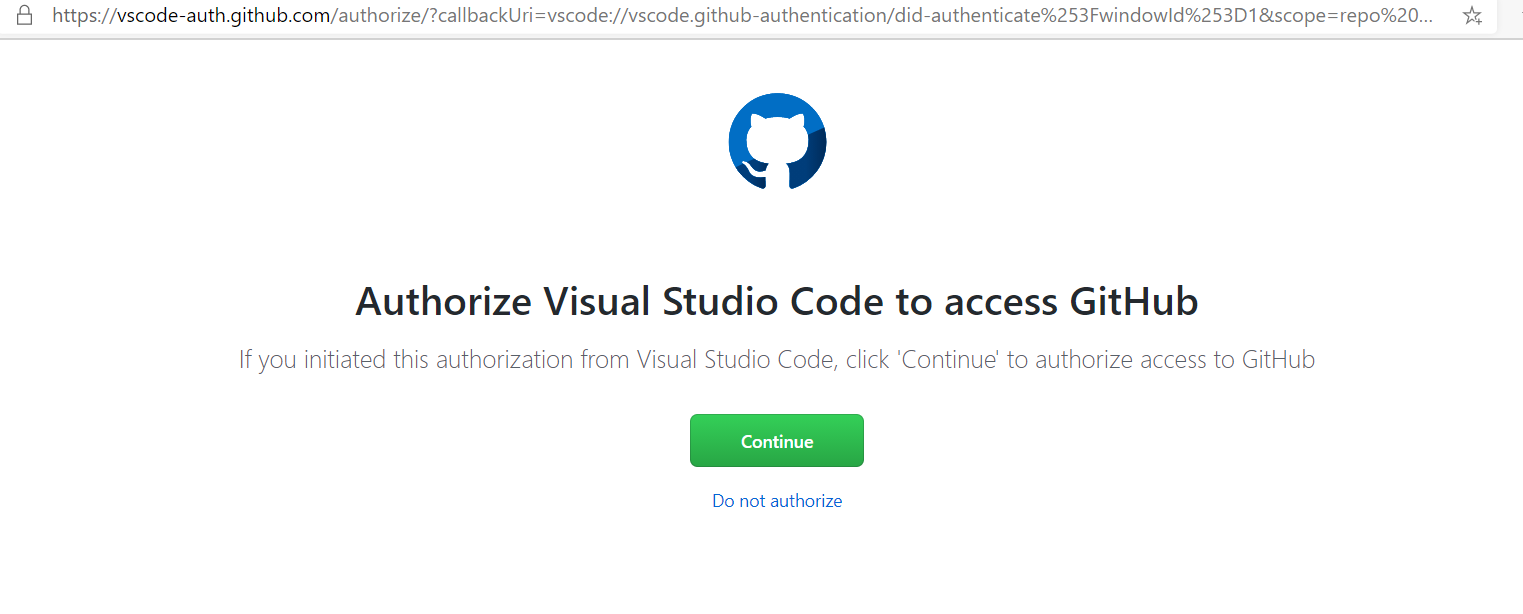 https://vscode-auth.github.com/authorize/?callbackUri=vscode://vscode.github-authentication/did-authenticate%253FwindowId%253D1&scope=repo%20...
Authorize Visual Studio Code to access GitHub
If you initiated this authorization from Visual Studio Code, click 'Continue' to authorize access to GitHub
Continue
Do not authorize